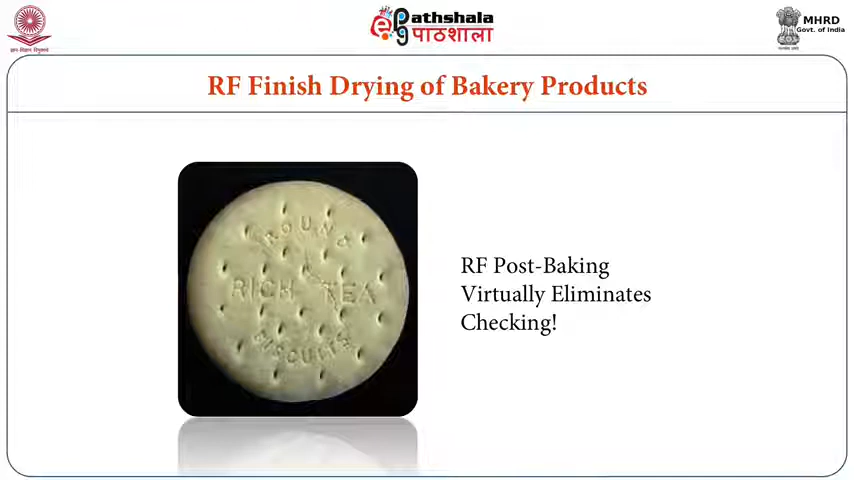 ePathshala
पाठशाला
MHRD
Govt. of India
RF Finish Drying of Bakery Products
ROUND
RICH TEA
BISCUITS
RF Post-Baking
Virtually Eliminates
Checking!